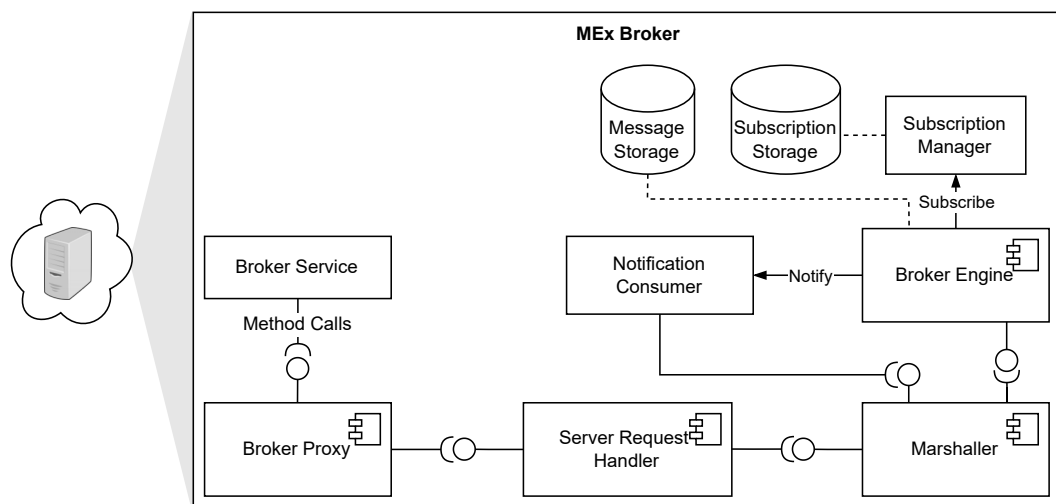 MEx Broker
Message
Storage
Subscription
Storage
Subscription
Manager
Subscribe
Broker Service
Notification
Consumer
Notify
Broker Engine
Method Calls
Broker Proxy
Server Request
Handler
Marshaller